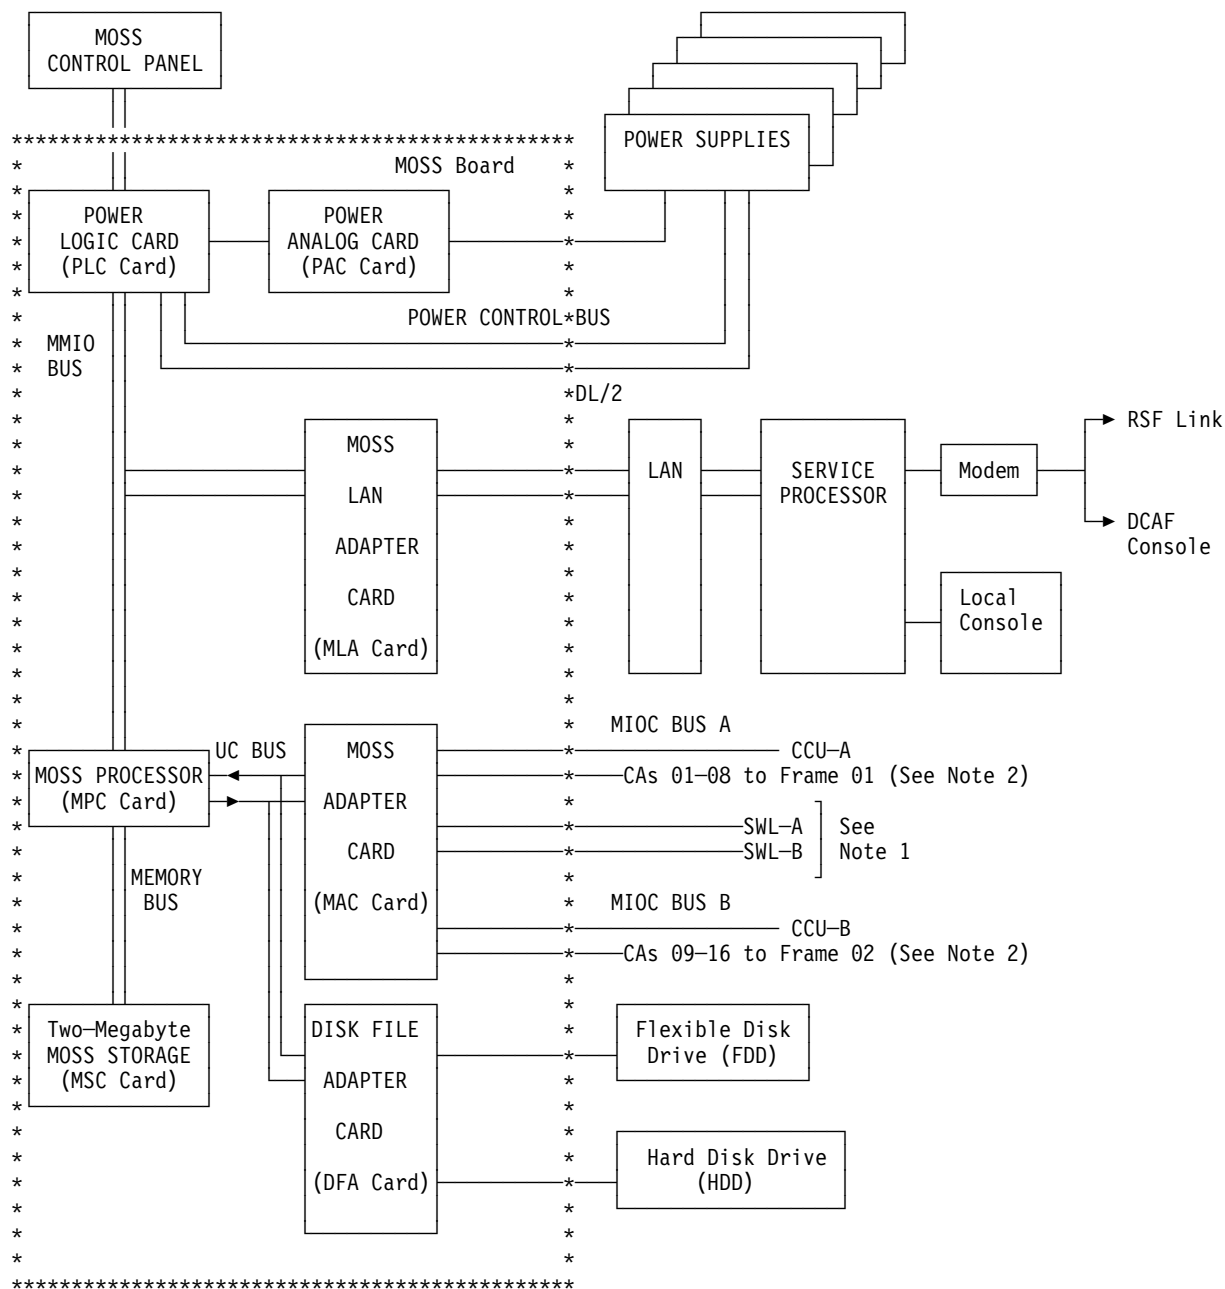 MOSS
CONTROL PANEL
POWER SUPPLIES
MOSS Board
POWER
LOGIC CARD
(PLC Card)
POWER
ANALOG CARD
(PAC Card)
POWER CONTROL*BUS
MMIO
BUS
*DL/2
MOSS
LAN
ADAPTER
CARD
(MLA Card)
LAN
SERVICE
PROCESSOR
Modem
RSF Link
DCAF
Console
Local
Console
MIOC BUS A
UC BUS
MOSS PROCESSOR
(MPC Card)
MOSS
ADAPTER
CARD
(MAC Card)
CCU—A
CAs 01—08 to Frame 01 (See Note 2)
SWL—A
SWL—B
See
Note 1
MEMORY
BUS
MIOC BUS B
CCU—B
CAs 09—16 to Frame 02 (See Note 2)
Two—Megabyte
MOSS STORAGE
(MSC Card)
DISK FILE
ADAPTER
CARD
(DFA Card)
Flexible Disk
Drive (FDD)
Hard Disk Drive
(HDD)